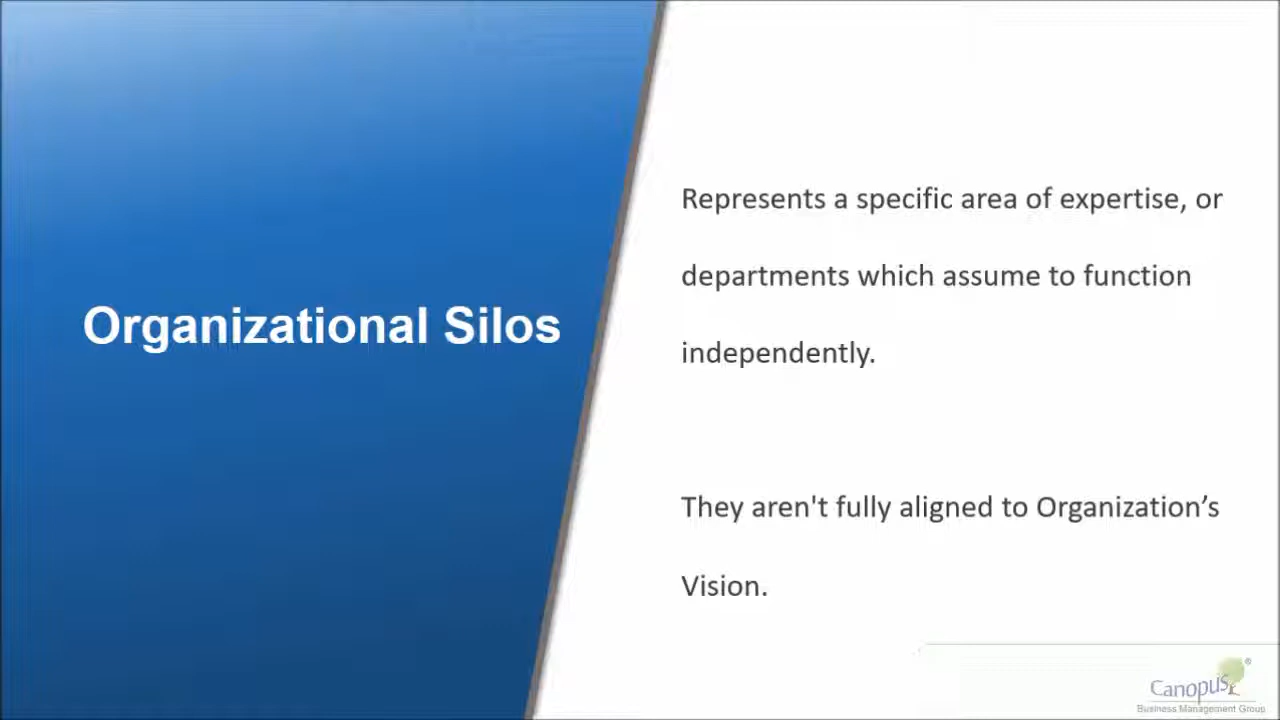 Organizational Silos
Represents a specific area of expertise, or
departments which assume to function
independently.
They aren't fully aligned to Organization’s
Vision.
Canopus®
Business Management Group